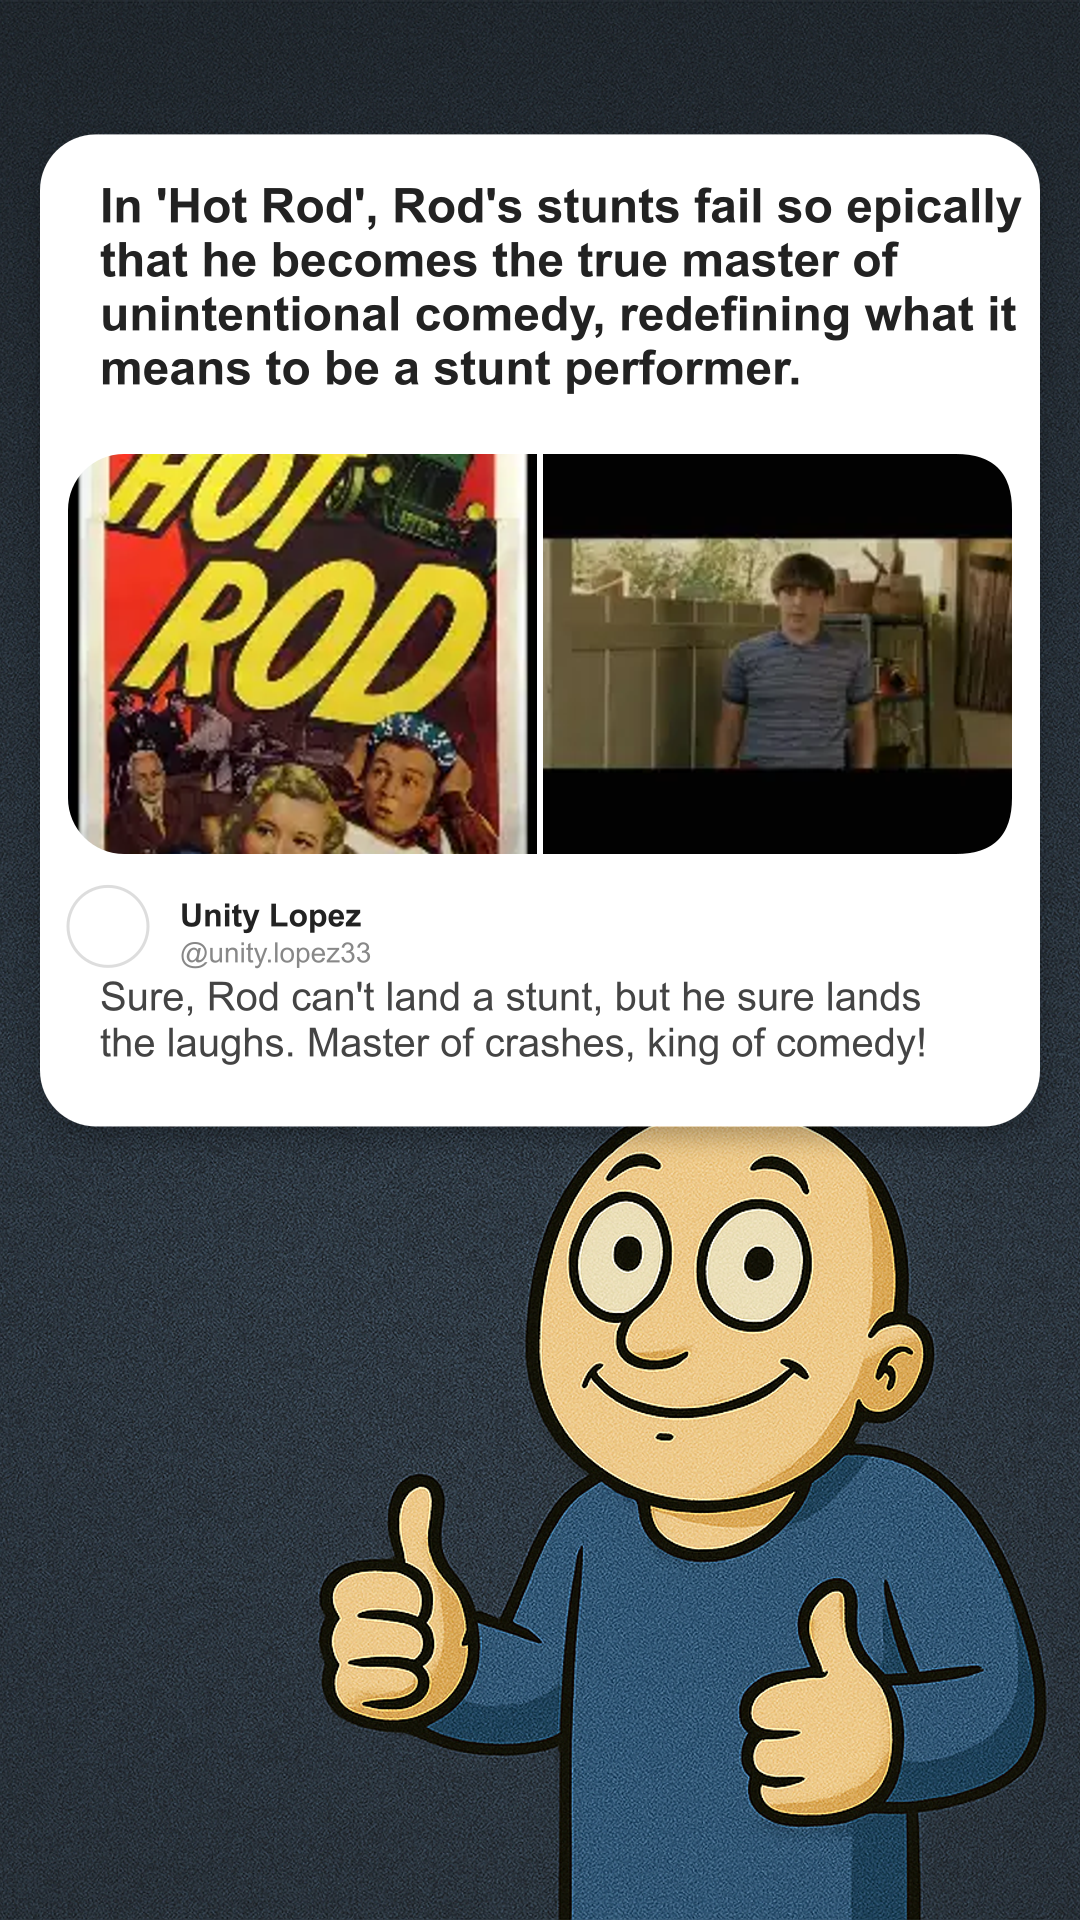 In 'Hot Rod', Rod's stunts fail so epically
that he becomes the true master of
unintentional comedy, redefining what it
means to be a stunt performer.
HOT
ROD
Unity Lopez
@unity.lopez33
Sure, Rod can't land a stunt, but he sure lands
the laughs. Master of crashes, king of comedy!